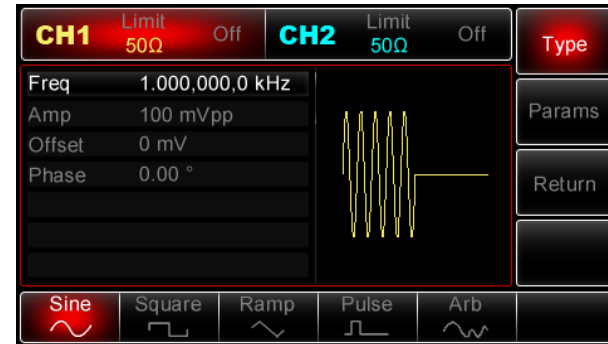 CH1 Limit 50Ω Off CH2 Limit 50Ω Off Type
Freq 1.000,000,0 kHz
Amp 100 mVpp Params
Offset 0 mV
Phase 0.00 ° Return
Sine Square Ramp Pulse Arb